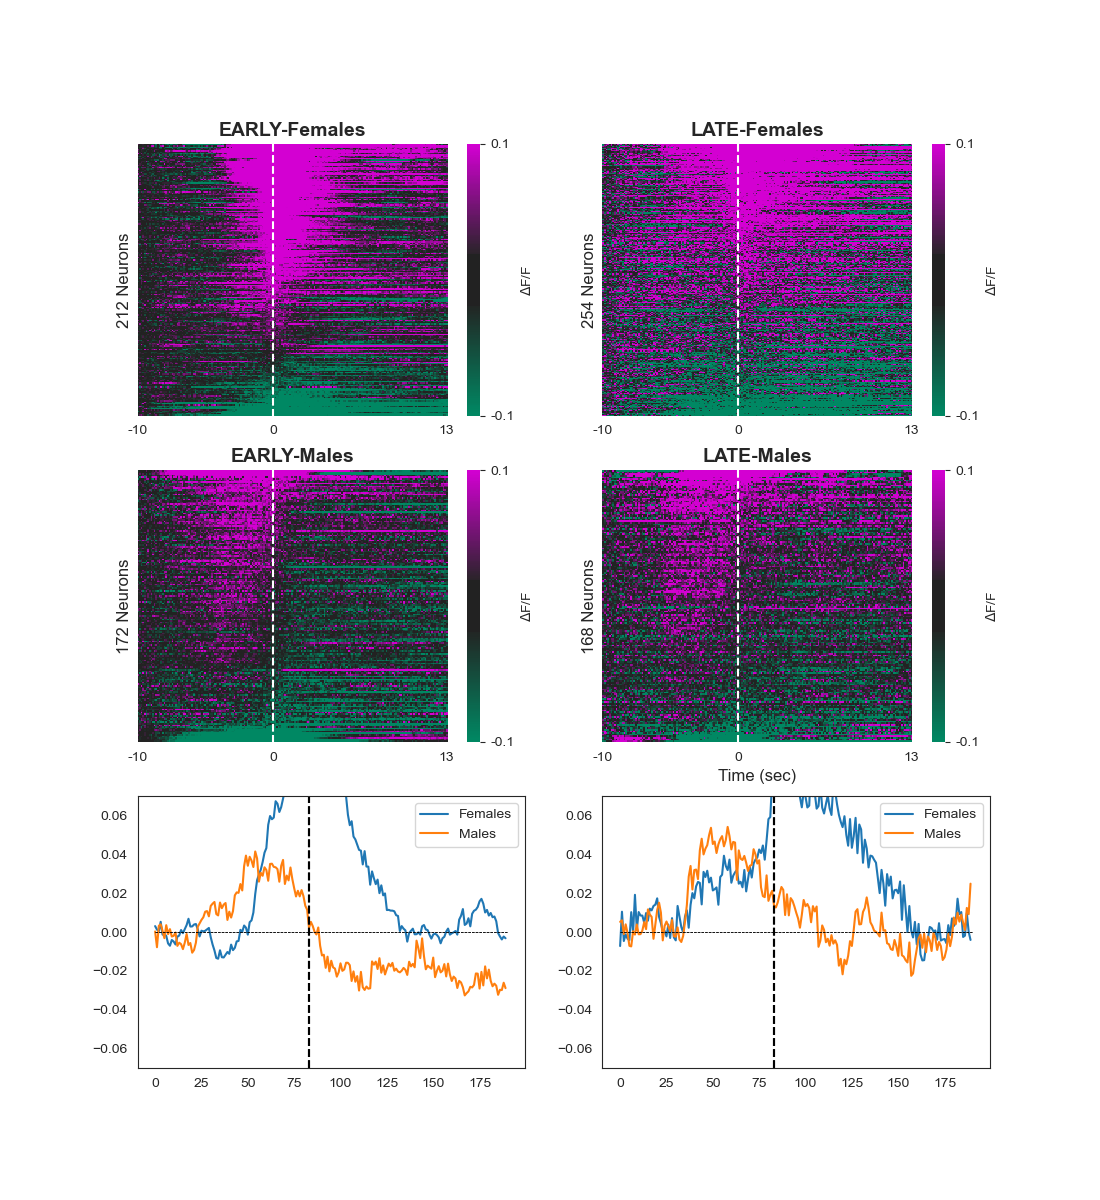 EARLY-Females
LATE-Females
0.1
0.1
212 Neurons
ΔF/F
254 Neurons
ΔF/F
-0.1
-0.1
-10 0 13
-10 0 13
EARLY-Males
LATE-Males
0.1
0.1
172 Neurons
ΔF/F
168 Neurons
ΔF/F
-0.1
-0.1
-10 0 13
-10 0 13
Time (sec)
0.06
0.04
0.02
0.00
−0.02
−0.04
−0.06
Females
Males
0 25 50 75 100 125 150 175
0.06
0.04
0.02
0.00
−0.02
−0.04
−0.06
Females
Males
0 25 50 75 100 125 150 175